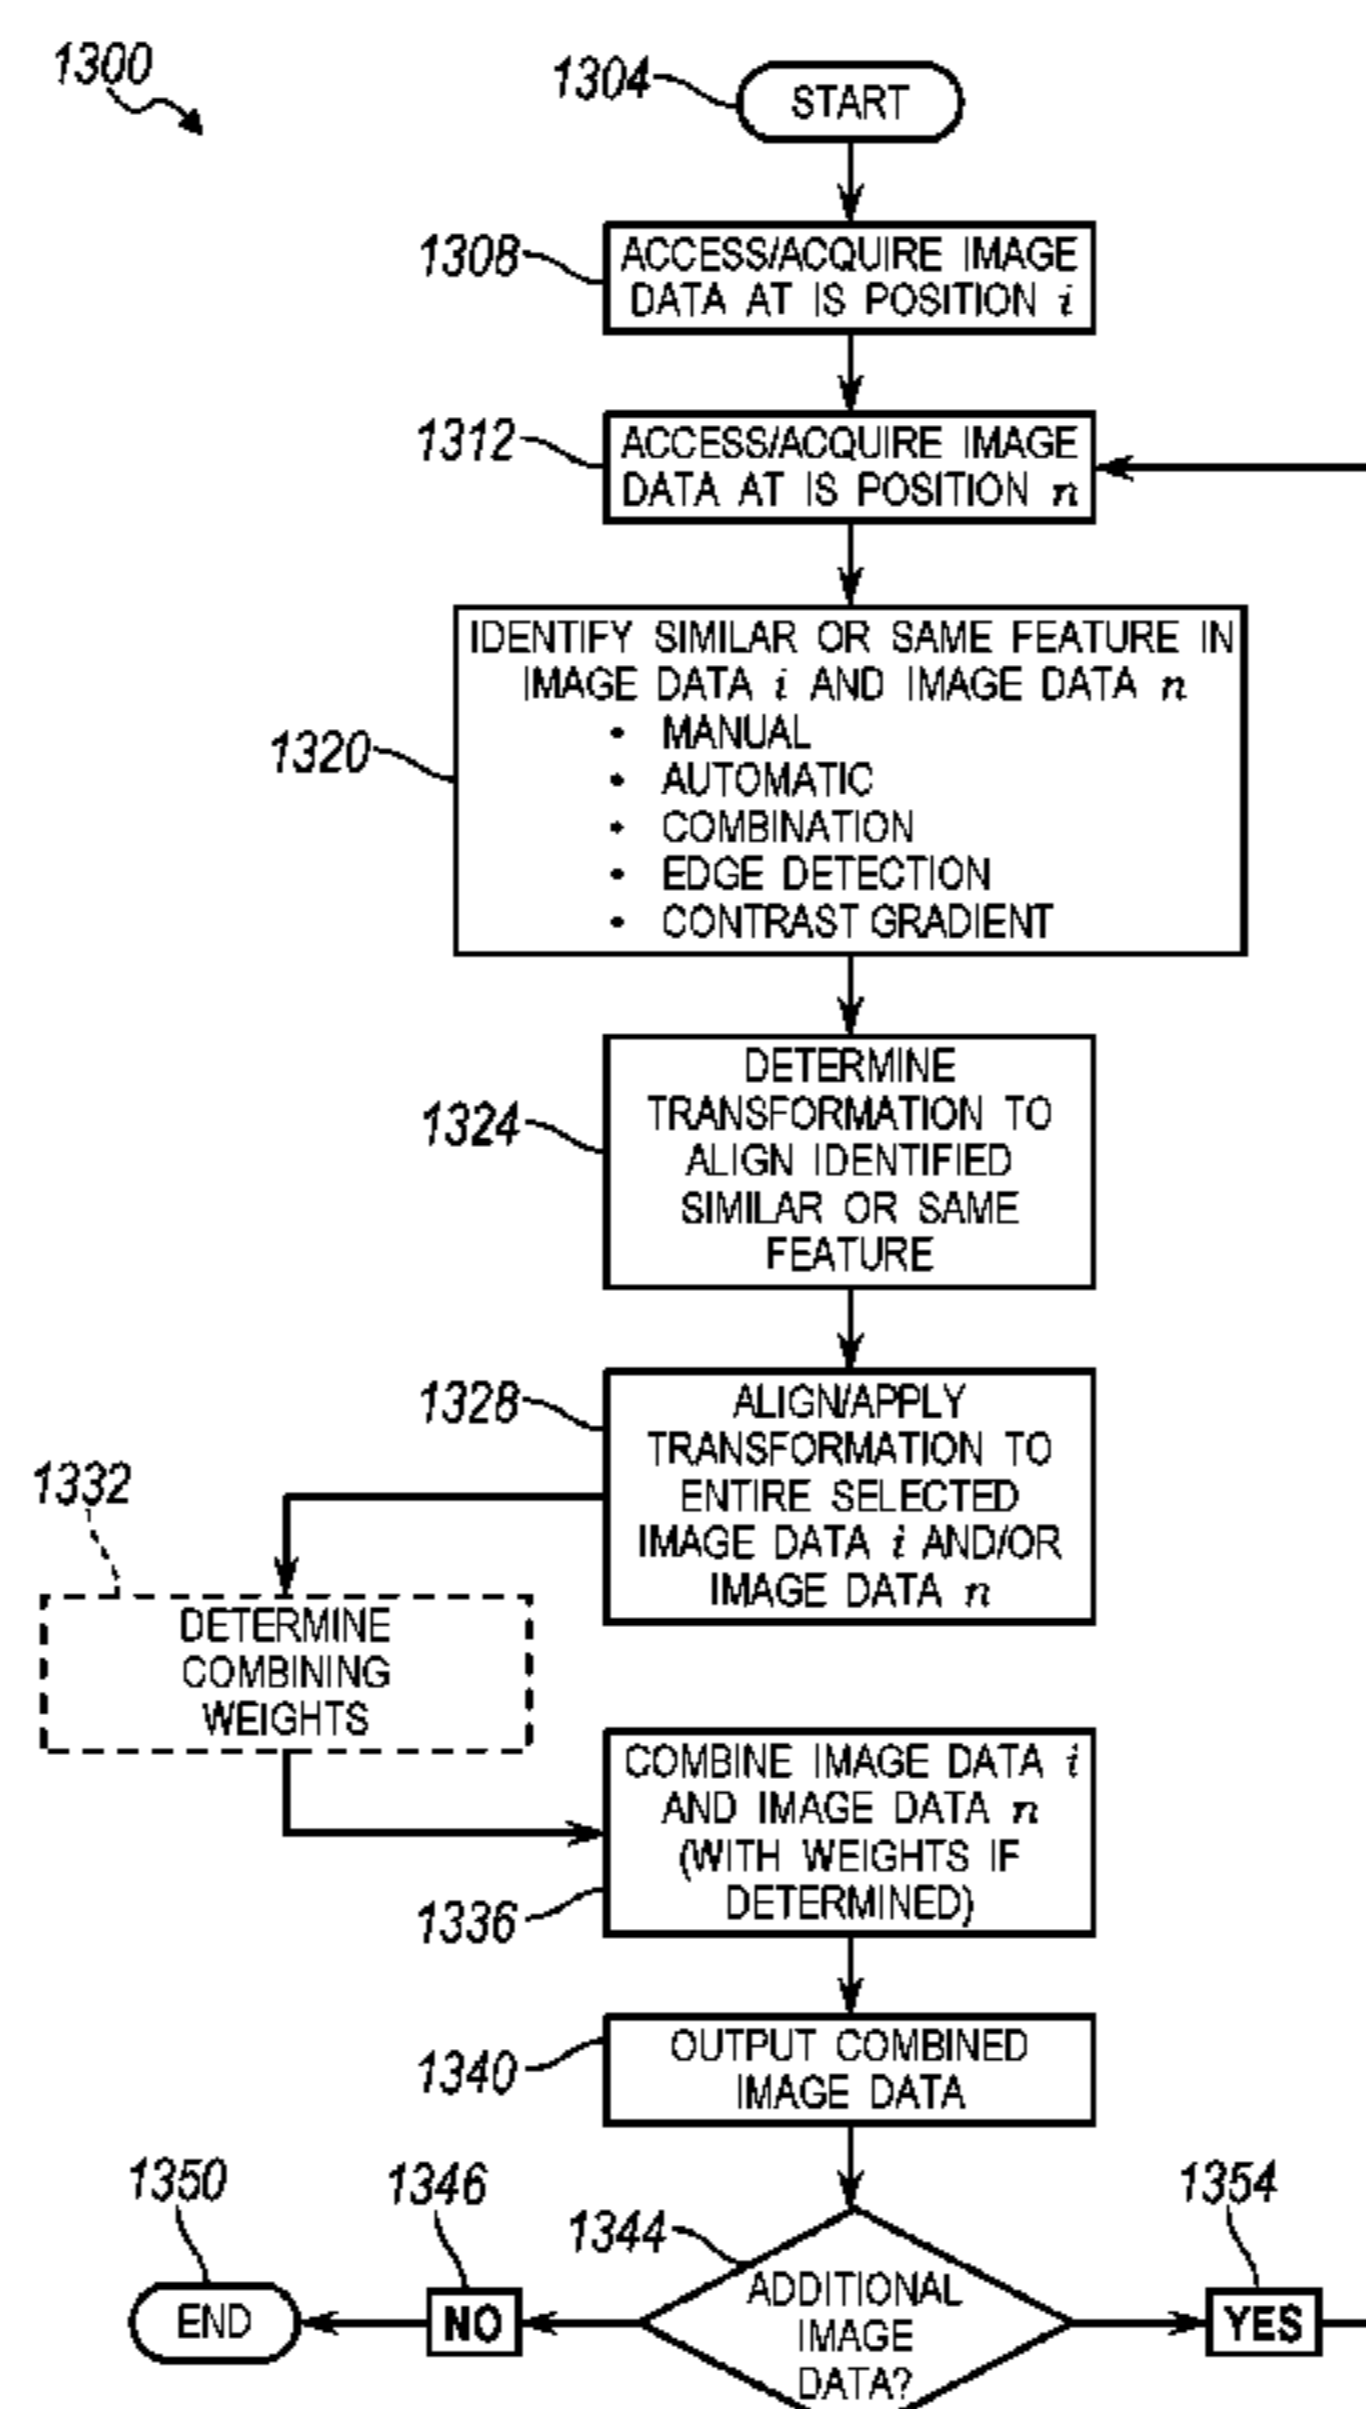 1300
1304
START
1308
ACCESS/ACQUIRE IMAGE
DATA AT IS POSITION i
1312
ACCESS/ACQUIRE IMAGE
DATA AT IS POSITION n
1320
IDENTIFY SIMILAR OR SAME FEATURE IN
IMAGE DATA i AND IMAGE DATA n
• MANUAL
• AUTOMATIC
• COMBINATION
• EDGE DETECTION
• CONTRAST GRADIENT
1324
DETERMINE
TRANSFORMATION TO
ALIGN IDENTIFIED
SIMILAR OR SAME
FEATURE
1328
ALIGN/APPLY
TRANSFORMATION TO
ENTIRE SELECTED
IMAGE DATA i AND/OR
IMAGE DATA n
1332
DETERMINE
COMBINING
WEIGHTS
COMBINE IMAGE DATA i
AND IMAGE DATA n
(WITH WEIGHTS IF
DETERMINED)
1336
1340
OUTPUT COMBINED
IMAGE DATA
1350
1346
1344
1354
END
NO
ADDITIONAL
IMAGE
DATA?
YES